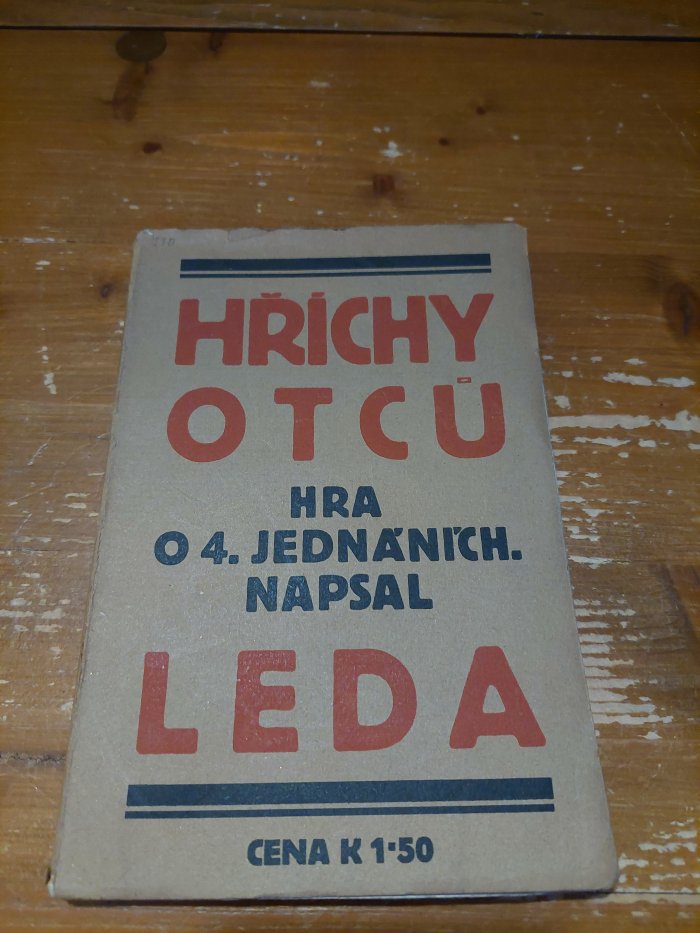 HŘÍCHY
OTCŮ
HRA
O 4. JEDNÁNÍCH.
NAPSAL
LEDA
CENA K 1·50